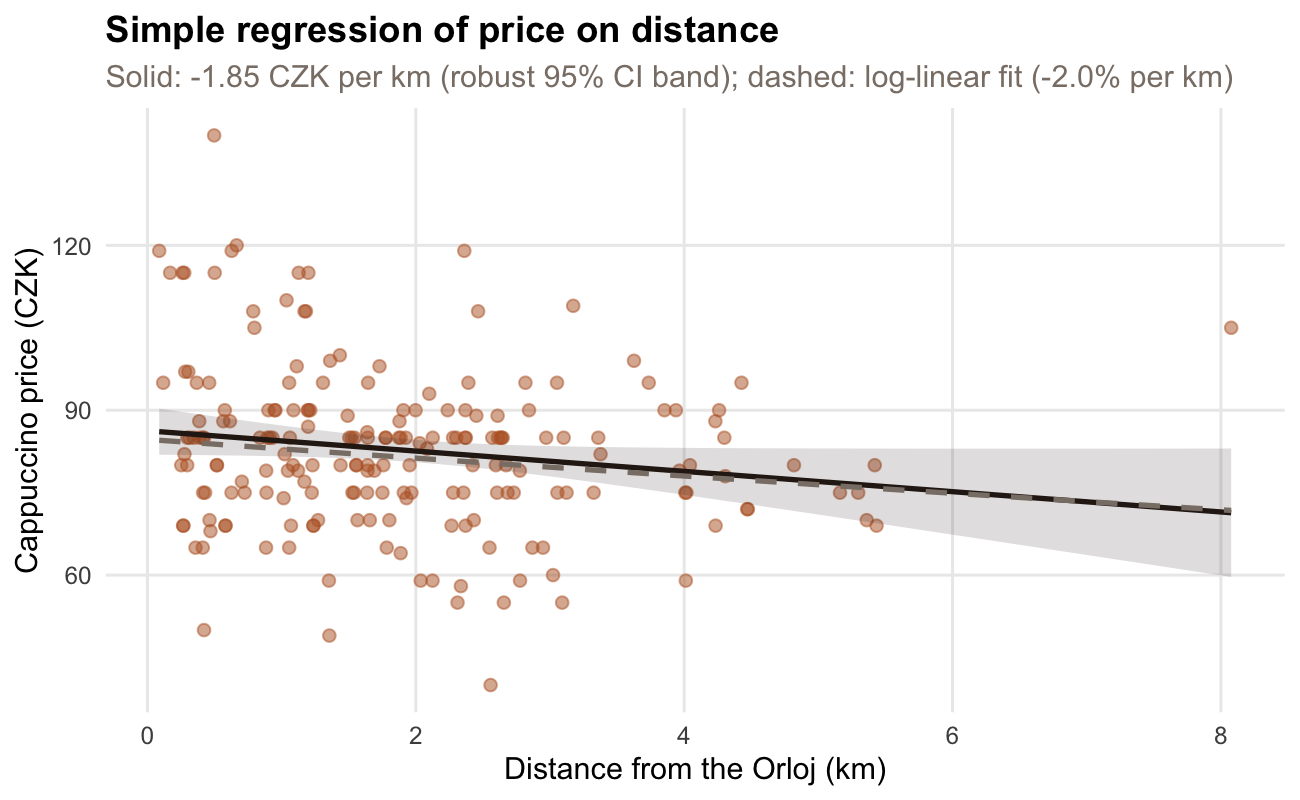 Simple regression of price on distance
Solid: -1.85 CZK per km (robust 95% CI band); dashed: log-linear fit (-2.0% per km)
Cappuccino price (CZK)
120
90
60
0 2 4 6 8
Distance from the Orloj (km)